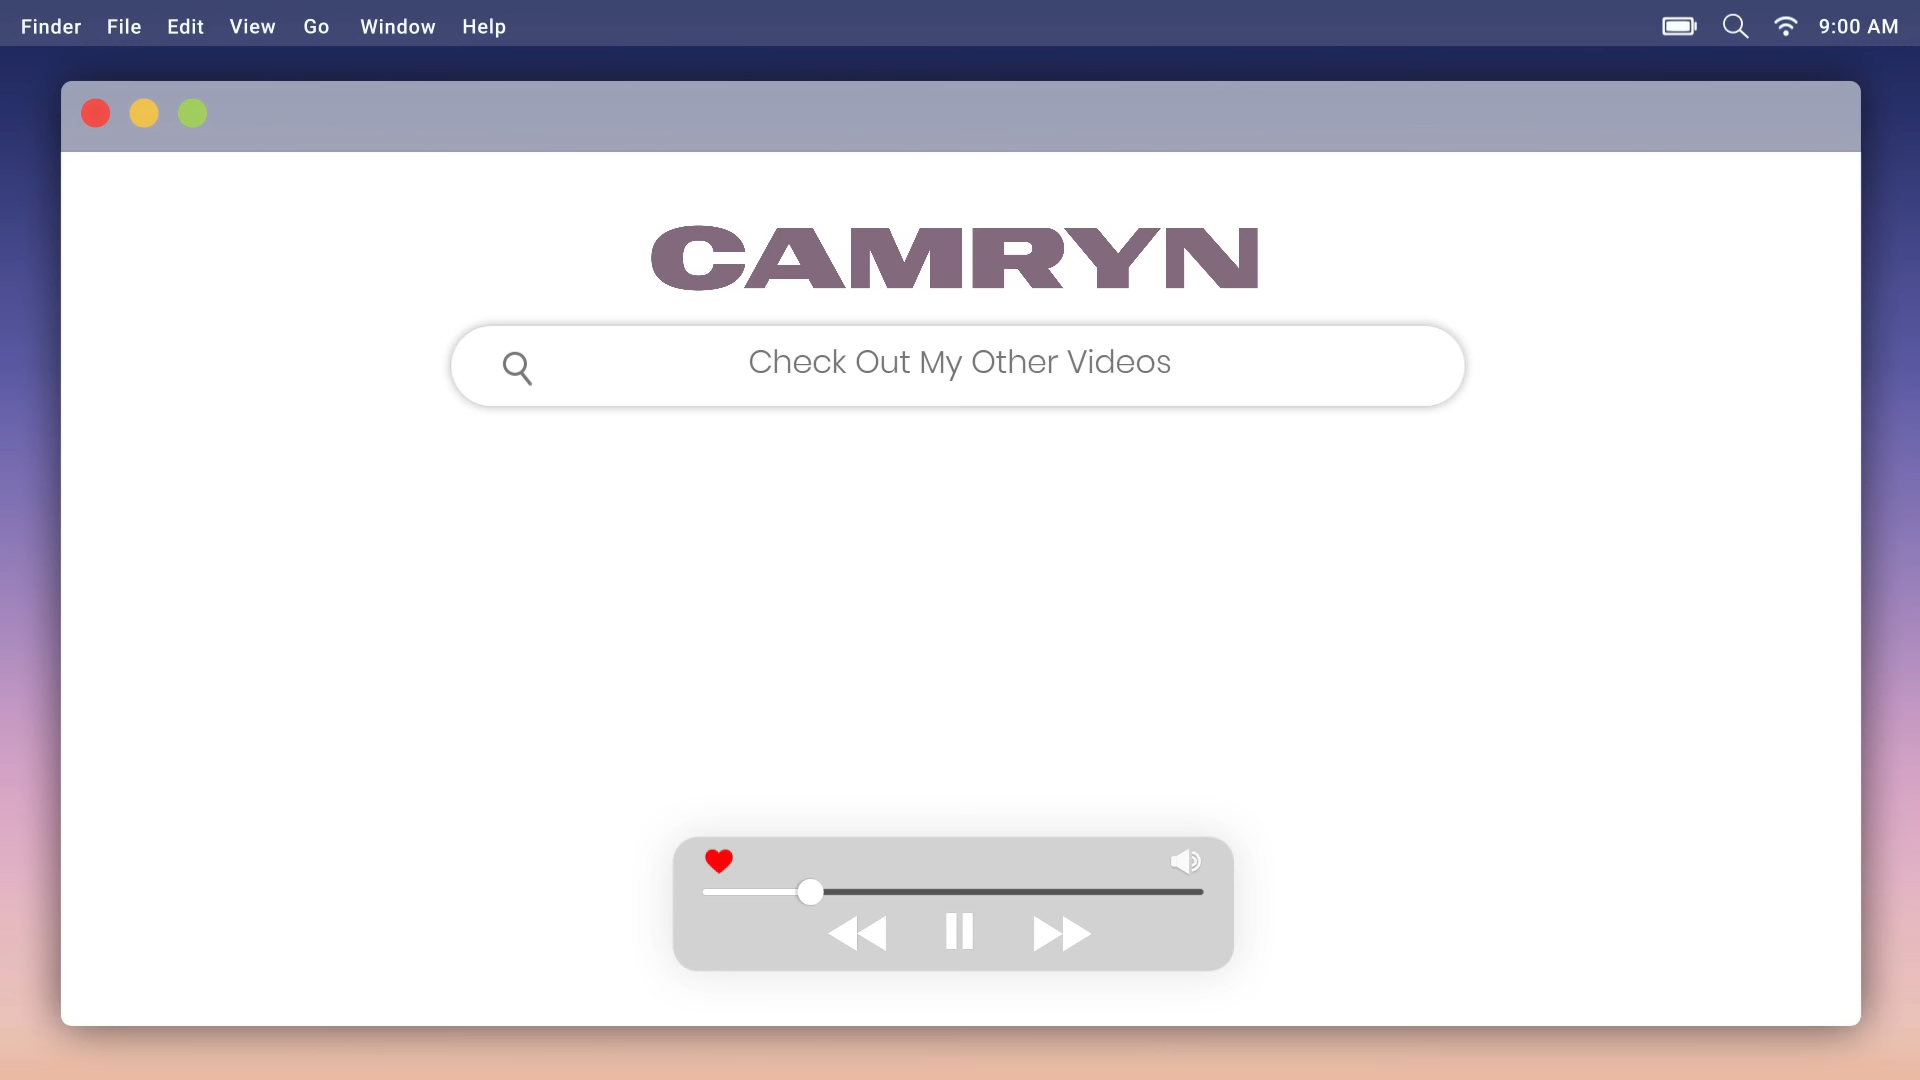 Finder File Edit View Go Window Help 9:00 AM
CAMRYN
Check Out My Other Videos